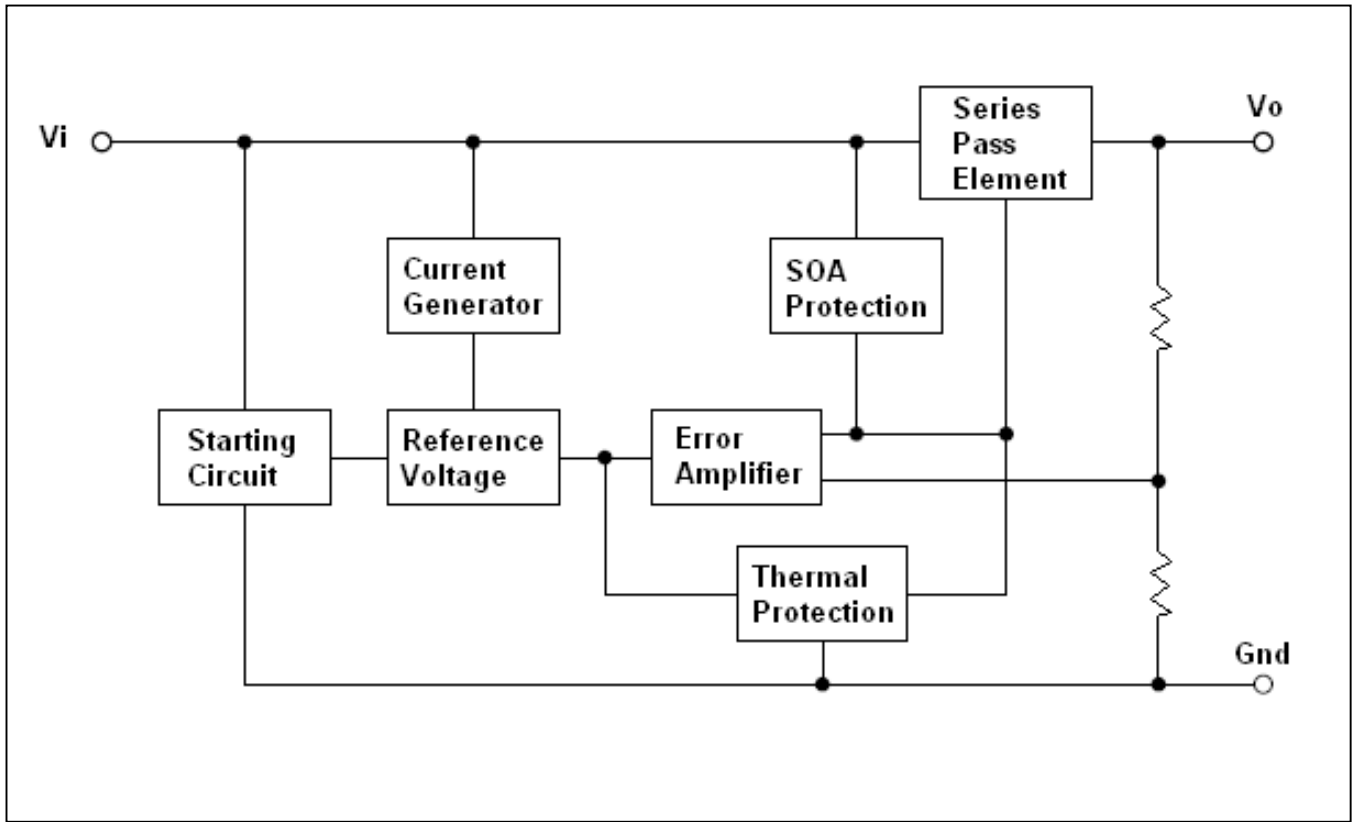 Vi
Series
Pass
Element
Vo
Current
Generator
SOA
Protection
Starting
Circuit
Reference
Voltage
Error
Amplifier
Thermal
Protection
Gnd